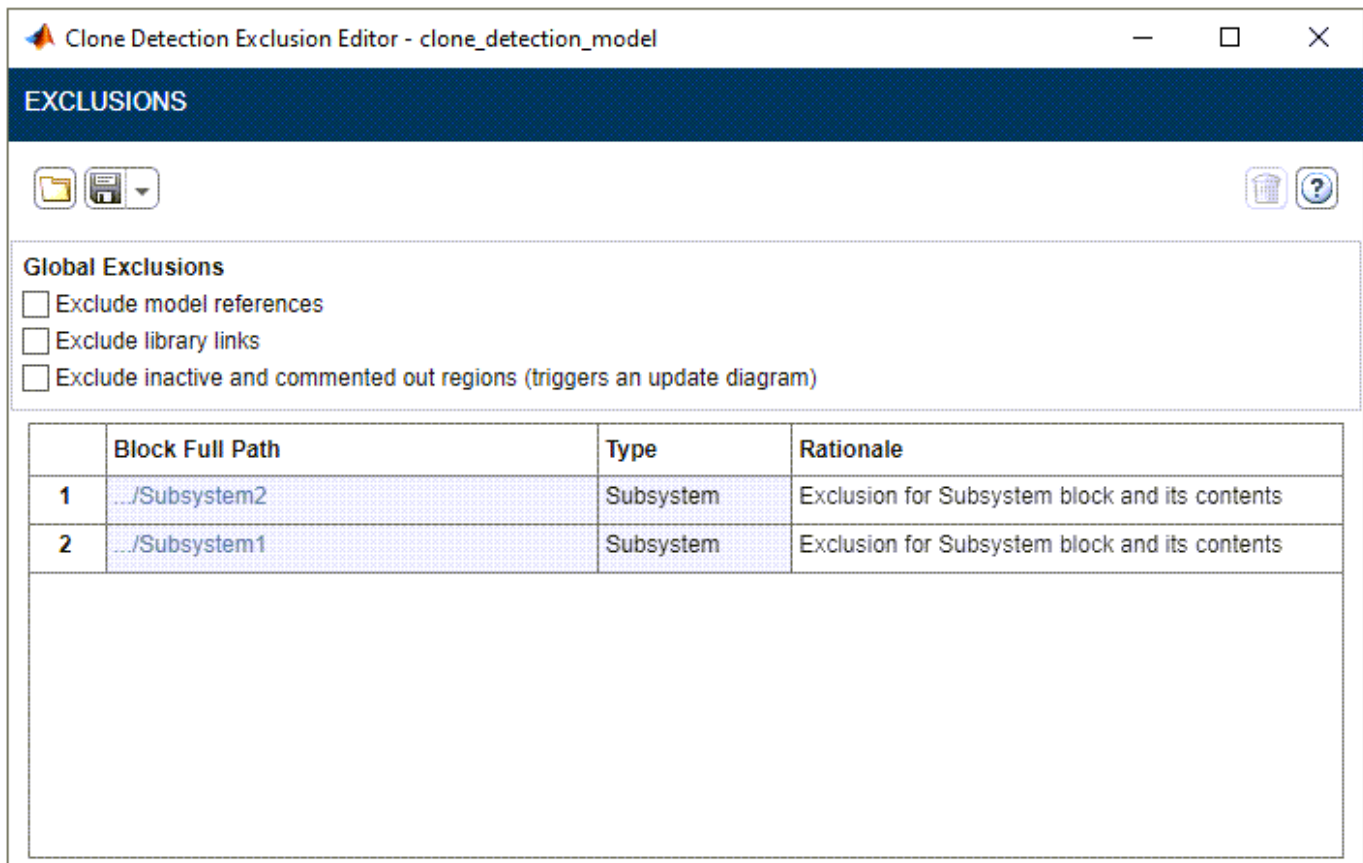 Clone Detection Exclusion Editor - clone_detection_model
EXCLUSIONS
Global Exclusions
Exclude model references
Exclude library links
Exclude inactive and commented out regions (triggers an update diagram)
Block Full Path Type Rationale
1 .../Subsystem2 Subsystem Exclusion for Subsystem block and its contents
2 .../Subsystem1 Subsystem Exclusion for Subsystem block and its contents